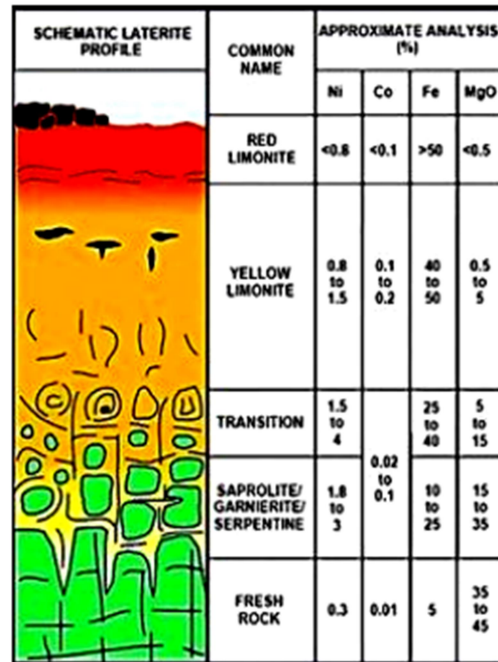 SCHEMATIC LATERITE
PROFILE
COMMON
NAME
APPROXIMATE ANALYSIS
(%)
Ni
Co
Fe
MgO
RED
LIMONITE
<0.8
<0.1
>50
<0.5
YELLOW
LIMONITE
0.8
to
1.5
0.1
to
0.2
40
to
50
0.5
to
5
TRANSITION
1.5
to
4
0.02
to
0.1
25
to
40
5
to
15
SAPROLITE/
GARNIERITE/
SERPENTINE
1.8
to
3
10
to
25
15
to
35
FRESH
ROCK
0.3
0.01
5
35
to
45